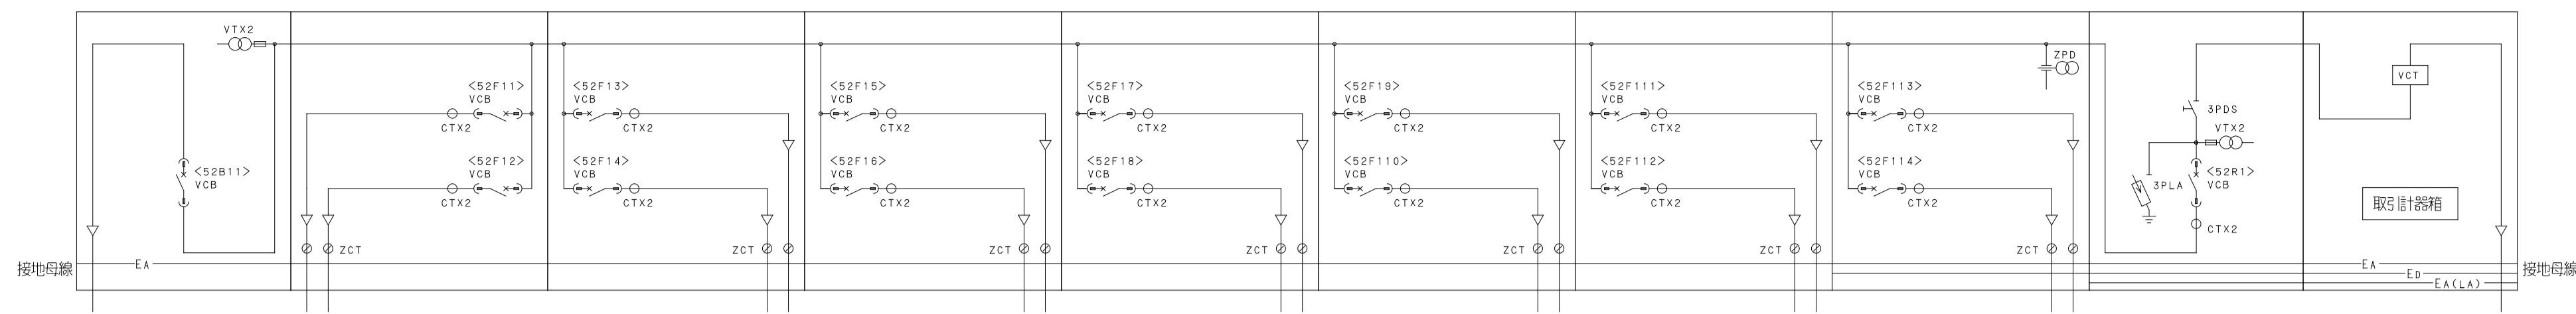 VTX2
<52B11>
VCB
<52F11>
VCB
CTX2
<52F12>
VCB
CTX2
ZCT
<52F13>
VCB
CTX2
<52F14>
VCB
CTX2
ZCT
<52F15>
VCB
CTX2
<52F16>
VCB
CTX2
ZCT
<52F17>
VCB
CTX2
<52F18>
VCB
CTX2
ZCT
<52F19>
VCB
CTX2
<52F110>
VCB
CTX2
ZCT
<52F111>
VCB
CTX2
<52F112>
VCB
CTX2
ZCT
ZPD
<52F113>
VCB
CTX2
<52F114>
VCB
CTX2
ZCT
3PDS
VTX2
3PLA
<52R1>
VCB
CTX2
VCT
取引計器箱
接地母線
EA
EA
ED
EA(LA)
接地母線